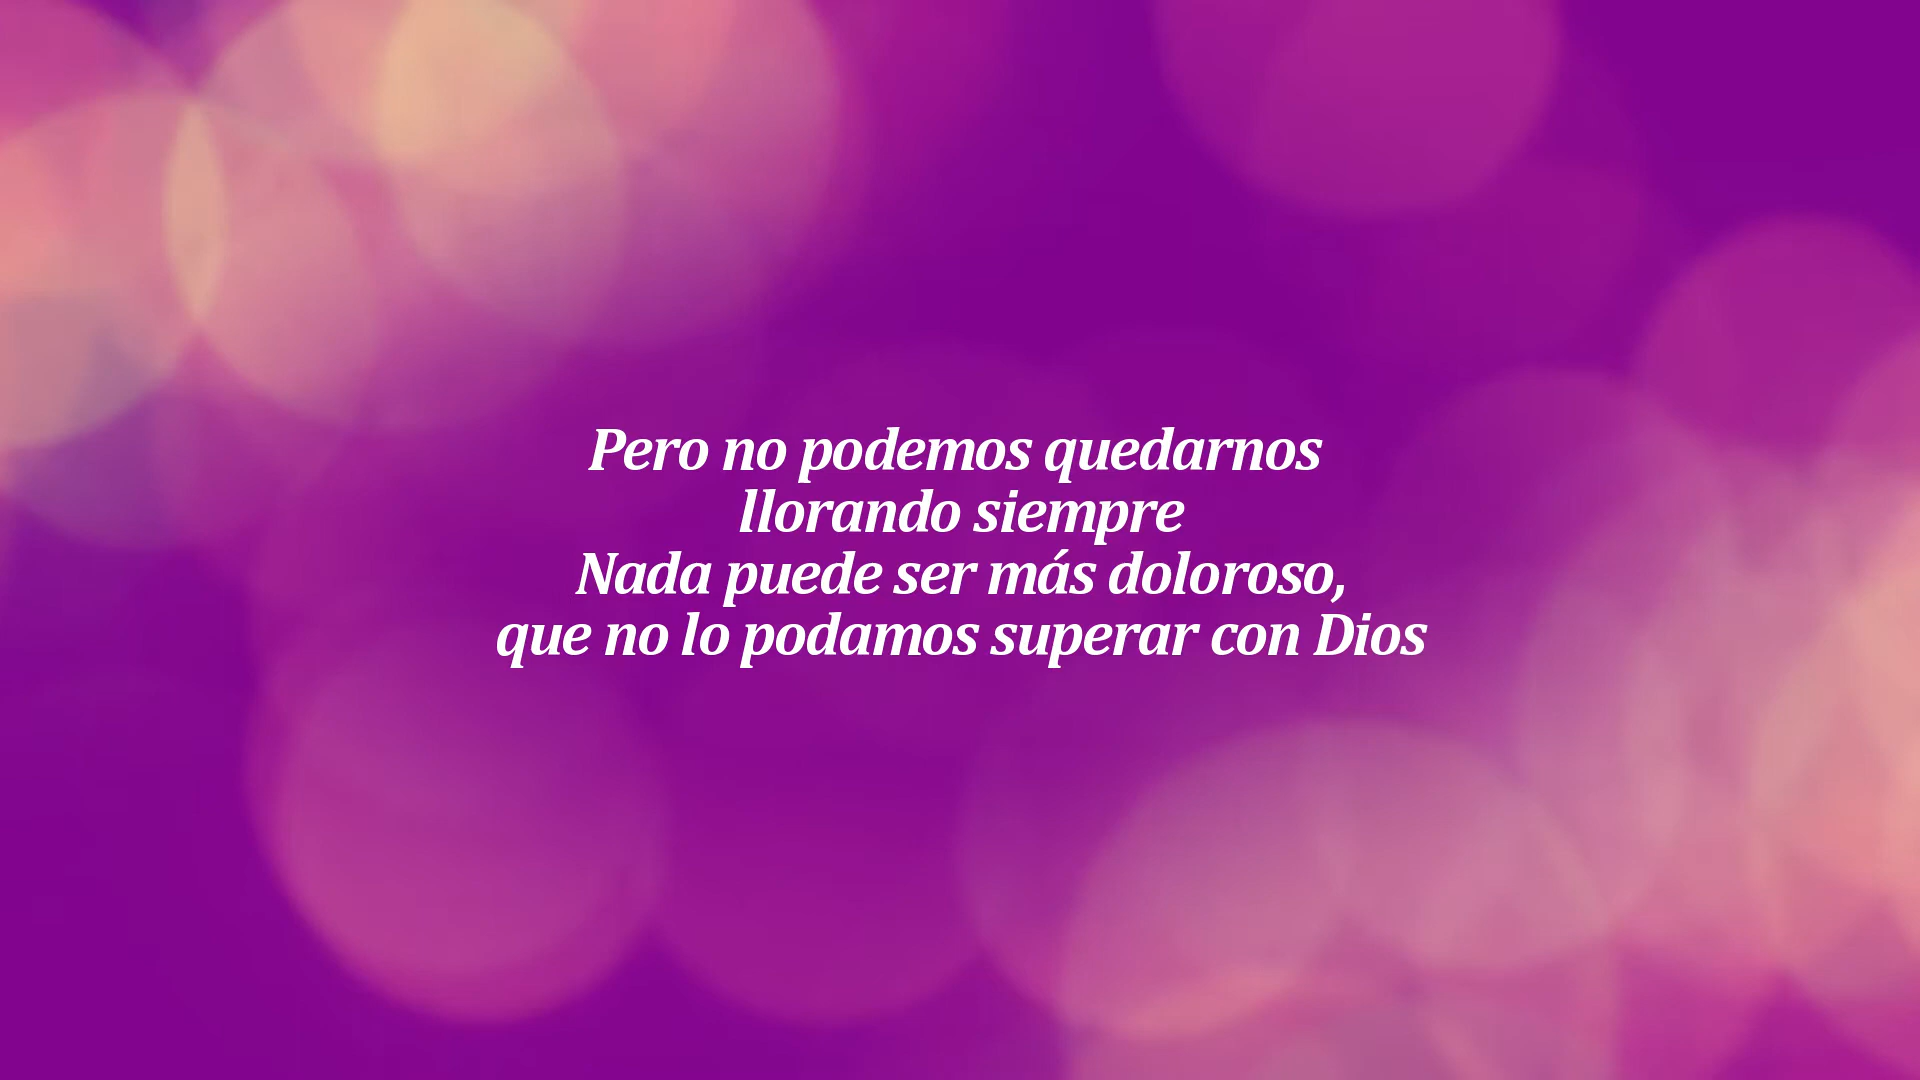 Pero no podemos quedarnos
llorando siempre
Nada puede ser más doloroso,
que no lo podamos superar con Dios